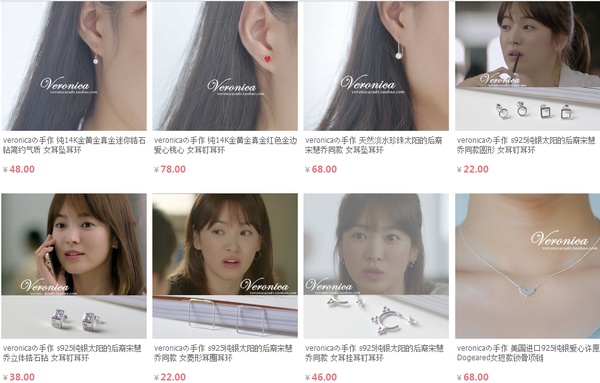 Veronica
Veronica
Veronica
Veronica
veronicaの手作 纯14K金黄金真金迷你锆石
钻简约气质 女耳坠耳环
¥ 48.00
veronicaの手作 纯14K金黄金真金红色金边
爱心桃心 女耳钉耳环
¥ 78.00
veronicaの手作 天然淡水珍珠太阳的后裔
宋慧乔同款 女耳坠耳环
¥ 68.00
veronicaの手作 s925纯银太阳的后裔宋慧
乔同款圆形 女耳钉耳环
¥ 22.00
Veronica
Veronica
Veronica
Veronica
veronicaの手作 s925纯银太阳的后裔宋慧
乔立体锆石钻 女耳钉耳环
¥ 38.00
veronicaの手作 s925纯银太阳的后裔宋慧
乔同款 女菱形耳圈耳环
¥ 22.00
veronicaの手作 s925纯银太阳的后裔宋慧
乔同款 女耳挂耳钉耳环
¥ 46.00
veronicaの手作 美国进口925纯银爱心许愿
Dogeared女短款锁骨项链
¥ 68.00